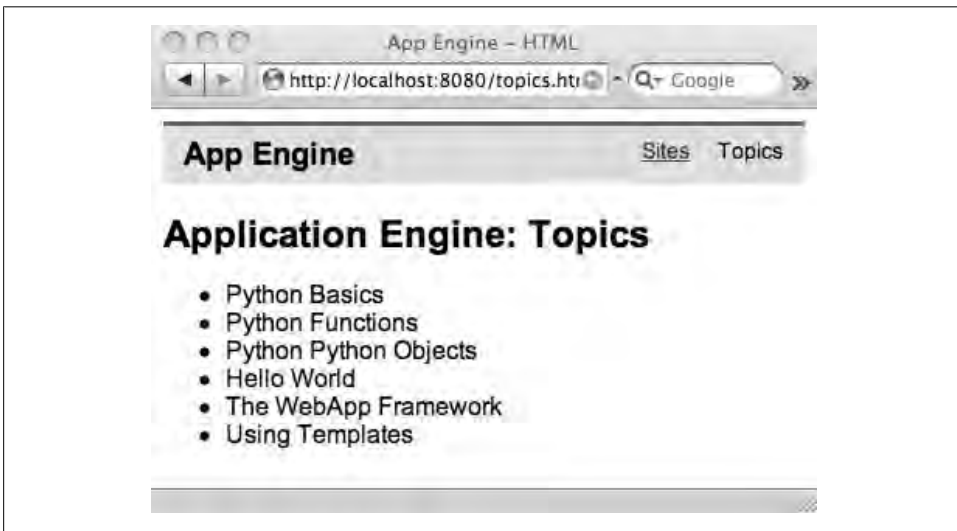 App Engine – HTML
http://localhost:8080/topics.ht
Google
App Engine
Sites Topics
Application Engine: Topics
• Python Basics
• Python Functions
• Python Python Objects
• Hello World
• The WebApp Framework
• Using Templates